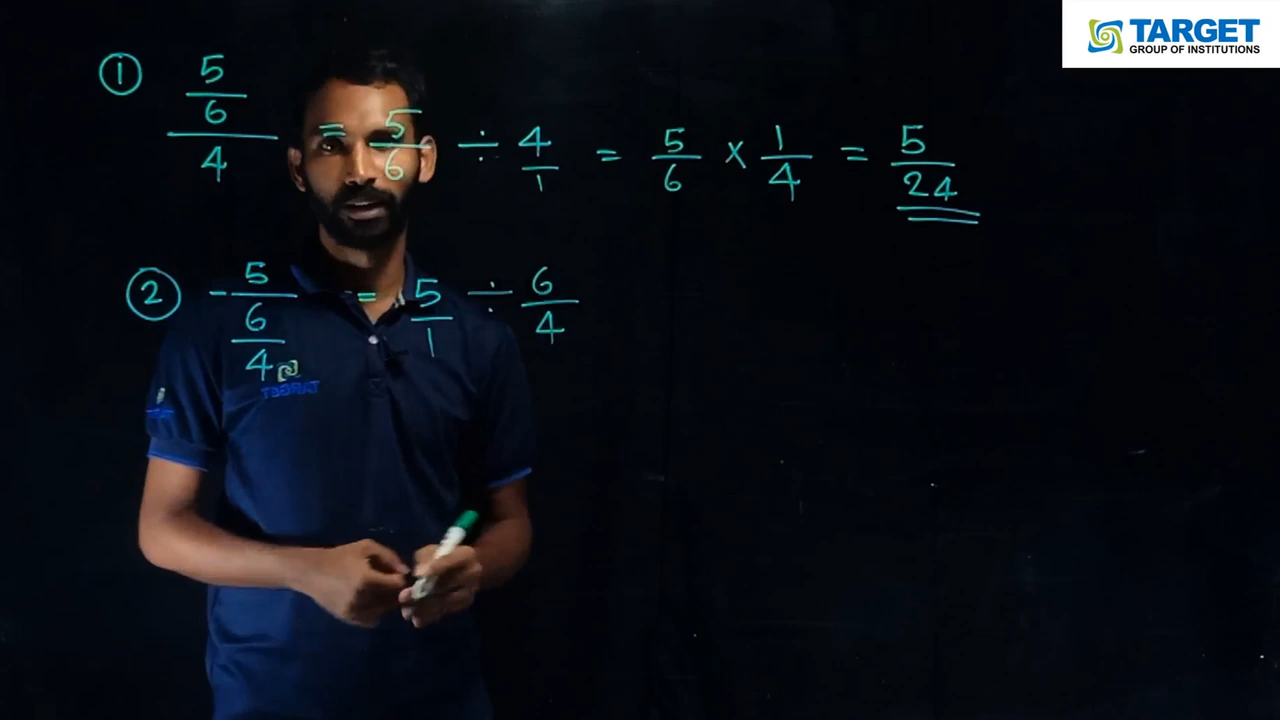 TARGET
GROUP OF INSTITUTIONS
① 5/6/4 = 5/6 ÷ 4/1 = 5/6 × 1/4 = 5/24
② -5/6/4 = 5/1 ÷ 6/4
TARGET